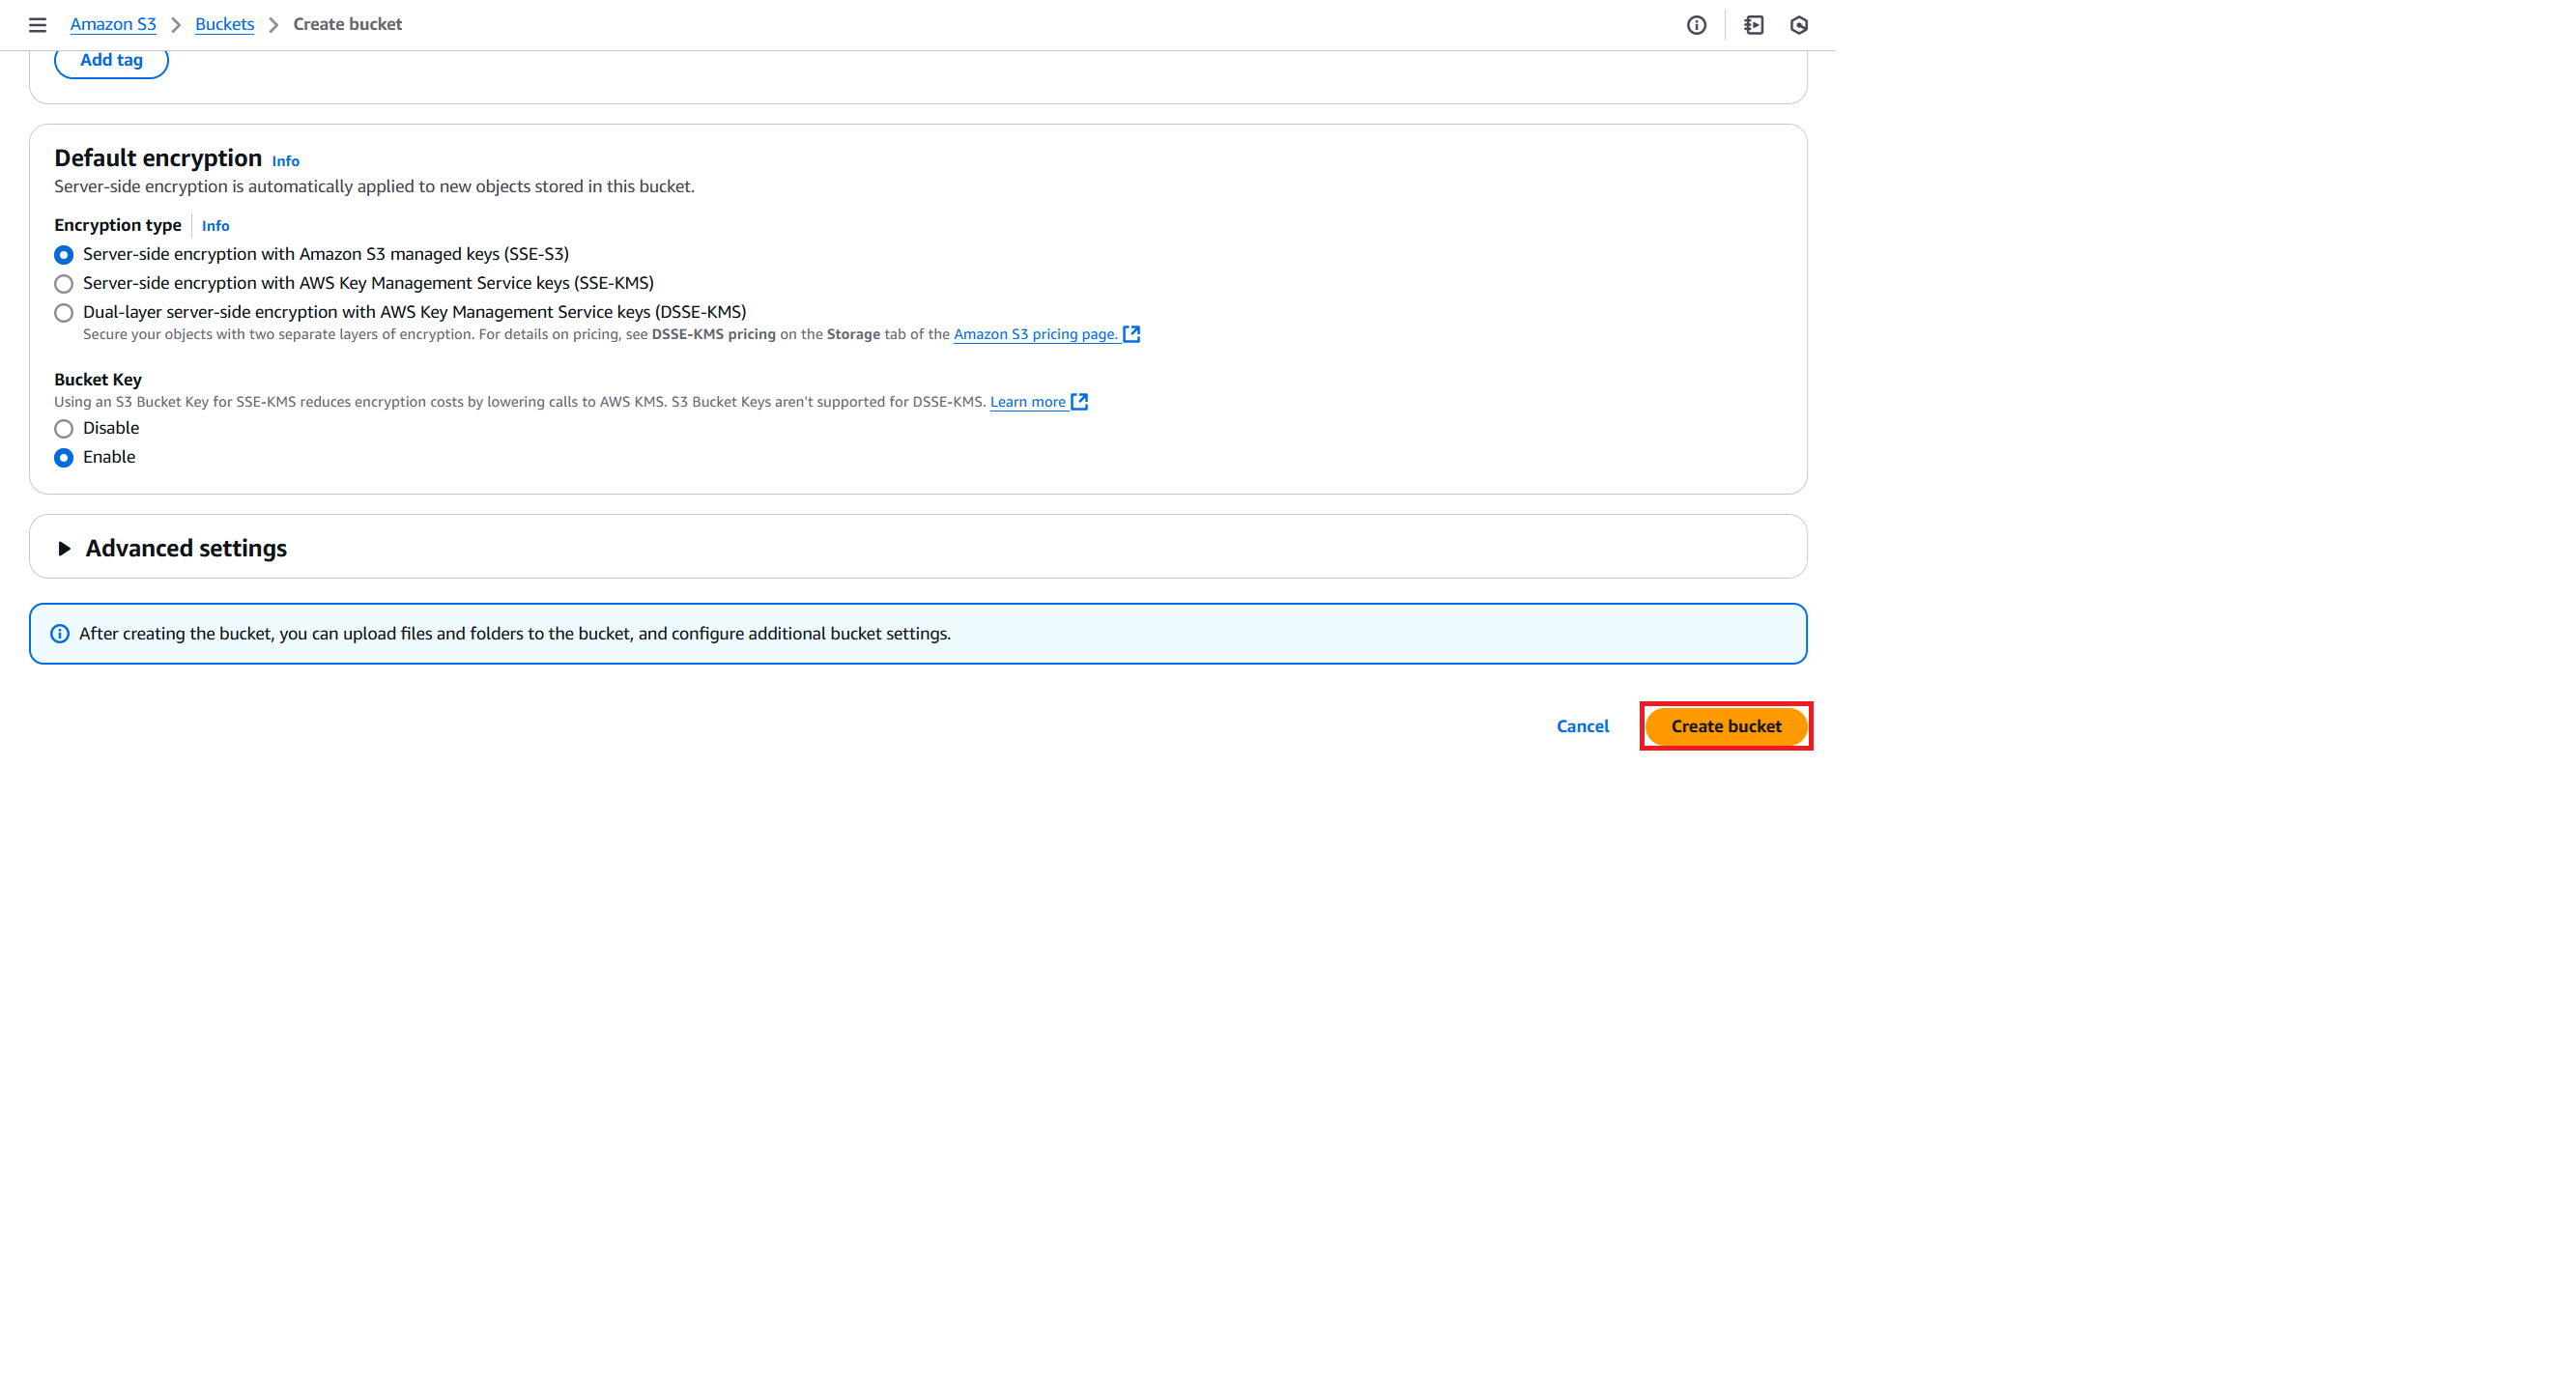 Amazon S3 > Buckets > Create bucket
Add tag
Default encryption Info
Server-side encryption is automatically applied to new objects stored in this bucket.
Encryption type Info
Server-side encryption with Amazon S3 managed keys (SSE-S3)
Server-side encryption with AWS Key Management Service keys (SSE-KMS)
Dual-layer server-side encryption with AWS Key Management Service keys (DSSE-KMS)
Secure your objects with two separate layers of encryption. For details on pricing, see DSSE-KMS pricing on the Storage tab of the Amazon S3 pricing page.
Bucket Key
Using an S3 Bucket Key for SSE-KMS reduces encryption costs by lowering calls to AWS KMS. S3 Bucket Keys aren't supported for DSSE-KMS. Learn more
Disable
Enable
Advanced settings
After creating the bucket, you can upload files and folders to the bucket, and configure additional bucket settings.
Cancel Create bucket